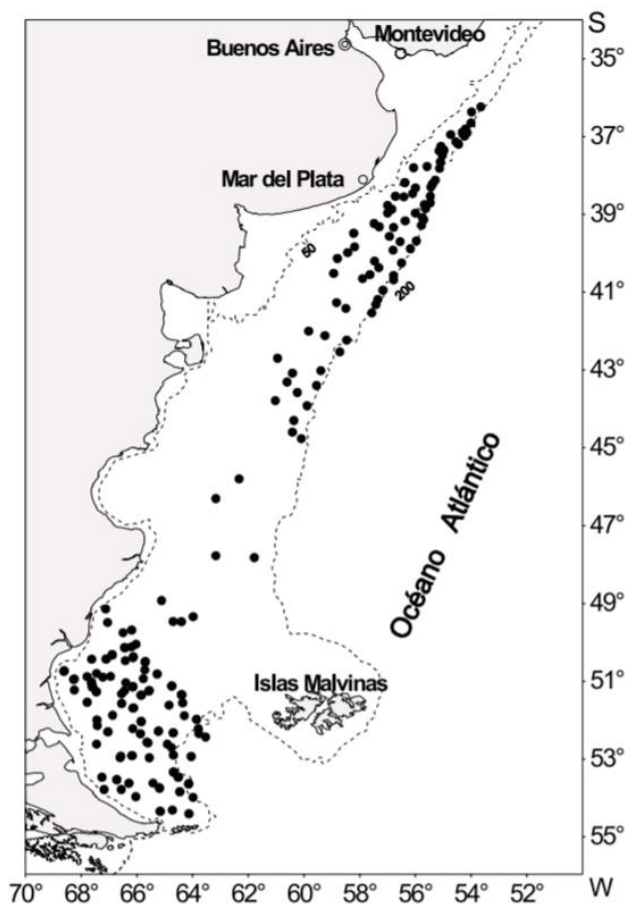 S
Montevideo
Buenos Aires
35°
37°
Mar del Plata
39°
50
41°
200
43°
45°
47°
Océano Atlántico
49°
Islas Malvinas
51°
53°
55°
70° 68° 66° 64° 62° 60° 58° 56° 54° 52° W